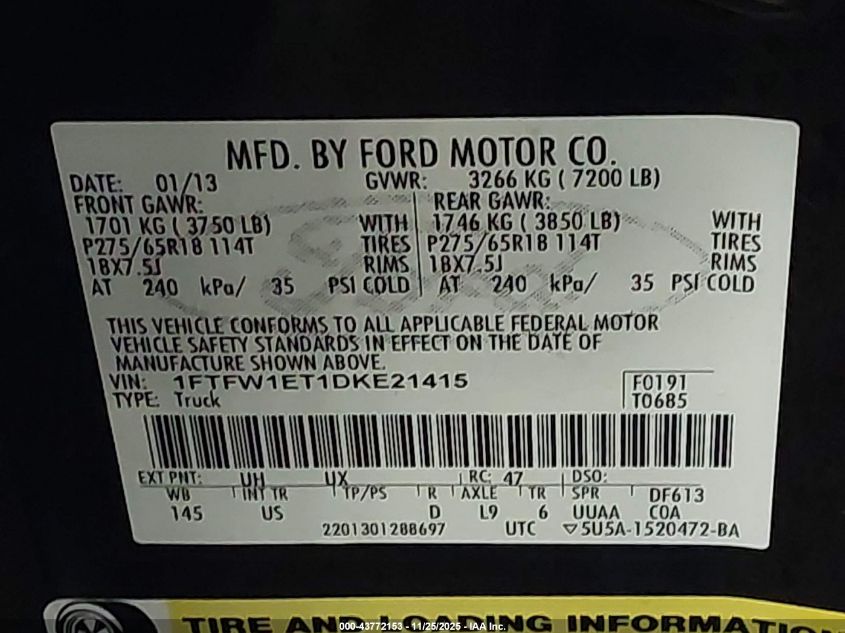 MFD. BY FORD MOTOR CO.
DATE: 01/13 GVWR: 3266 KG ( 7200 LB)
FRONT GAWR: REAR GAWR:
1701 KG ( 3750 LB) WITH 1746 KG ( 3850 LB) WITH
P275/65R18 114T TIRES P275/65R18 114T TIRES
18X7.5J RIMS 18X7.5J RIMS
AT 240 kPa/ 35 PSI COLD AT 240 kPa/ 35 PSI COLD
THIS VEHICLE CONFORMS TO ALL APPLICABLE FEDERAL MOTOR
VEHICLE SAFETY STANDARDS IN EFFECT ON THE DATE OF
MANUFACTURE SHOWN ABOVE.
VIN: 1FTFW1ET1DKE21415 F0191
TYPE: Truck T0685
EXT PNT: UH UX RC: 47 DSO:
WB INT TR TP/PS R AXLE TR SPR DF613
145 US D L9 6 UUAA COA
2201301288697 UTC ▽5U5A-1520472-BA
TIRE AND LOADING INFORMATION
000-43772153 - 11/25/2025 - IAA Inc.